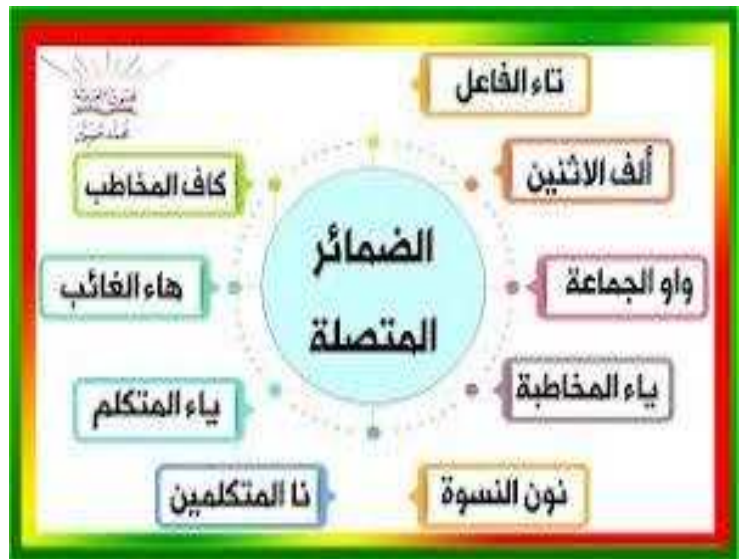 تاء الفاعل
ألف الاثنين
واو الجماعة
ياء المخاطبة
نون النسوة
نا المتكلمين
ياء المتكلم
هاء الغائب
كاف المخاطب
الضمائر
المتصلة